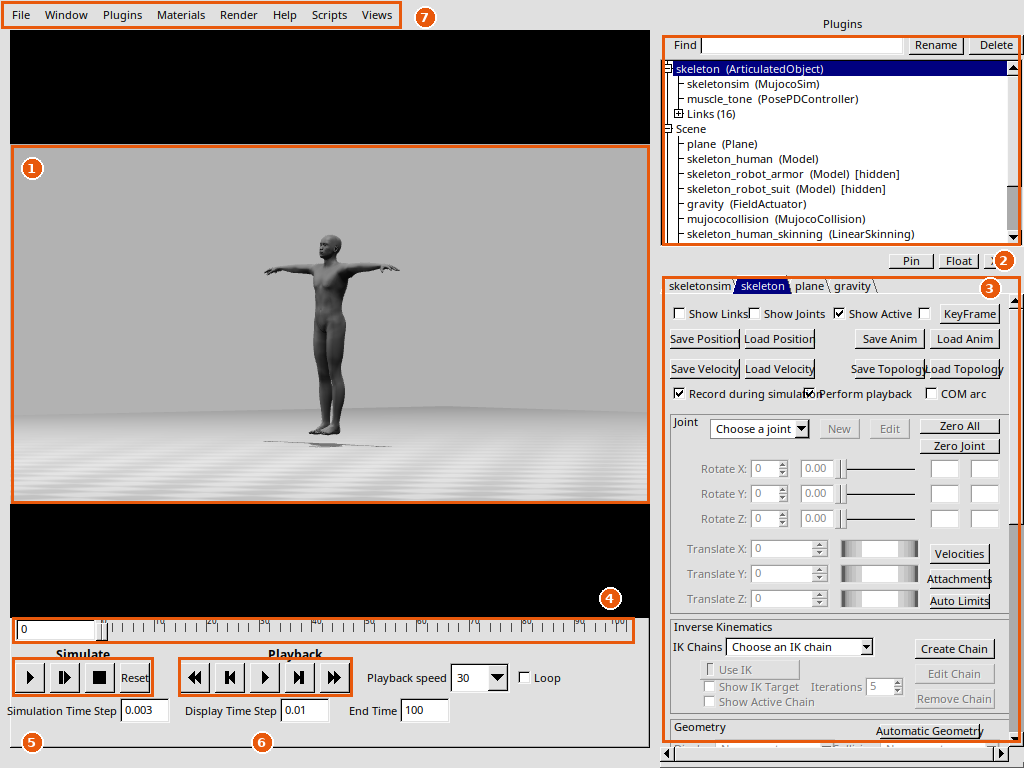 File Window Plugins Materials Render Help Scripts Views
7
Plugins
Find Rename Delete
skeleton (ArticulatedObject)
skeletonsim (MujocoSim)
muscle_tone (PosePDController)
Links (16)
Scene
plane (Plane)
skeleton_human (Model)
skeleton_robot_armor (Model) [hidden]
skeleton_robot_suit (Model) [hidden]
gravity (FieldActuator)
mujococollision (MujocoCollision)
skeleton_human_skinning (LinearSkinning)
1
Pin Float
2
skeletonsim skeleton plane gravity
3
Show Links Show Joints Show Active KeyFrame
Save Position Load Position Save Anim Load Anim
Save Velocity Load Velocity Save Topology Load Topology
Record during simulation Perform playback COM arc
Joint Choose a joint New Edit Zero All
Zero Joint
Rotate X: 0 0.00
Rotate Y: 0 0.00
Rotate Z: 0 0.00
Translate X: 0 Velocities
Translate Y: 0 Attachments
Translate Z: 0 Auto Limits
Inverse Kinematics
IK Chains Choose an IK chain Create Chain
Use IK Edit Chain
Show IK Target Iterations 5
Show Active Chain Remove Chain
Geometry Automatic Geometry
4
0 0 10 20 30 40 50 60 70 80 90 100
Simulate Playback
Reset Playback speed 30 Loop
Simulation Time Step 0.003 Display Time Step 0.01 End Time 100
5 6